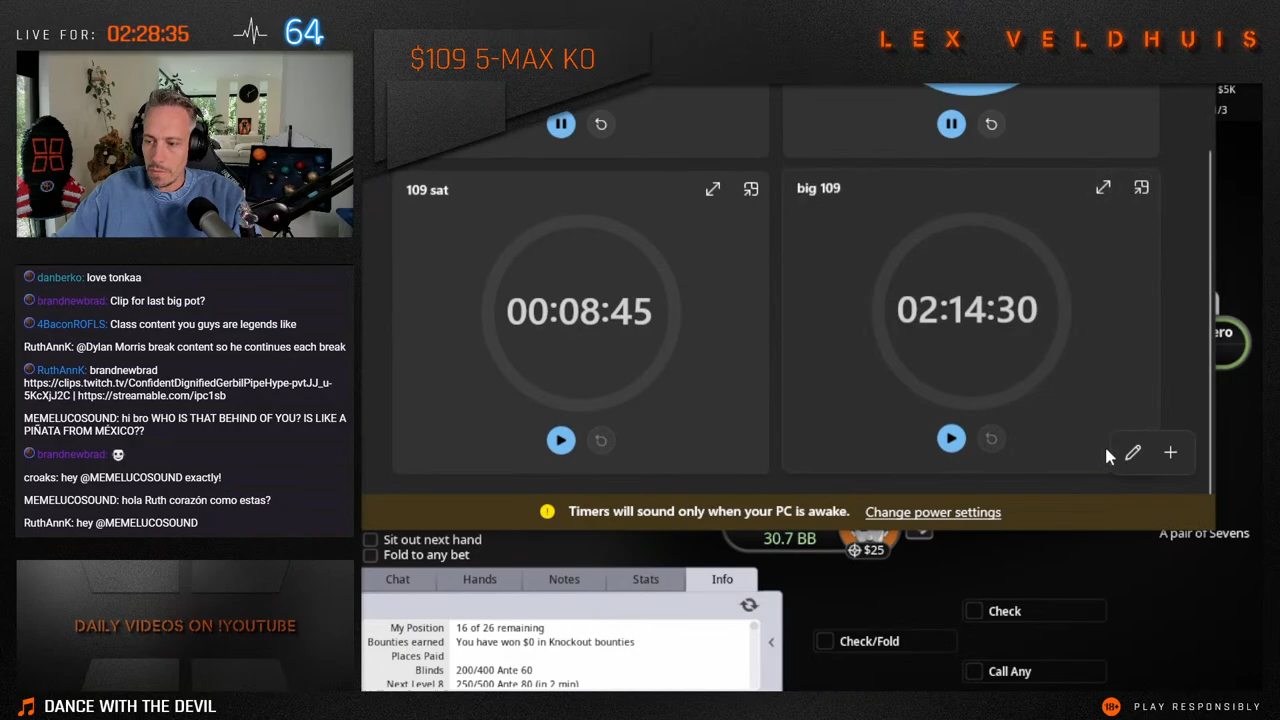 LIVE FOR: 02:28:35
64
$109 5-MAX KO
LEX VELDHUIS
$5K
/3
109 sat
big 109
00:08:45
02:14:30
ero
Timers will sound only when your PC is awake. Change power settings
danberko: love tonkaa
brandnewbrad: Clip for last big pot?
4BaconROFLS: Class content you guys are legends like
RuthAnnK: @Dylan Morris break content so he continues each break
RuthAnnK: brandnewbrad
https://clips.twitch.tv/ConfidentDignifiedGerbilPipeHype-pvtJJ_u-
5KcXjJ2C | https://streamable.com/ipc1sb
MEMELUCOSOUND: hi bro WHO IS THAT BEHIND OF YOU? IS LIKE A
PIÑATA FROM MÉXICO??
brandnewbrad:
croaks: hey @MEMELUCOSOUND exactly!
MEMELUCOSOUND: hola Ruth corazón como estas?
RuthAnnK: hey @MEMELUCOSOUND
Sit out next hand
Fold to any bet
30.7 BB
$25
A pair of Sevens
Chat Hands Notes Stats Info
My Position 16 of 26 remaining
Bounties earned You have won $0 in Knockout bounties
Places Paid
Blinds 200/400 Ante 60
Next Level 8 250/500 Ante 80 (in 2 min)
Check
Check/Fold
Call Any
DAILY VIDEOS ON !YOUTUBE
DANCE WITH THE DEVIL
18+ PLAY RESPONSIBLY